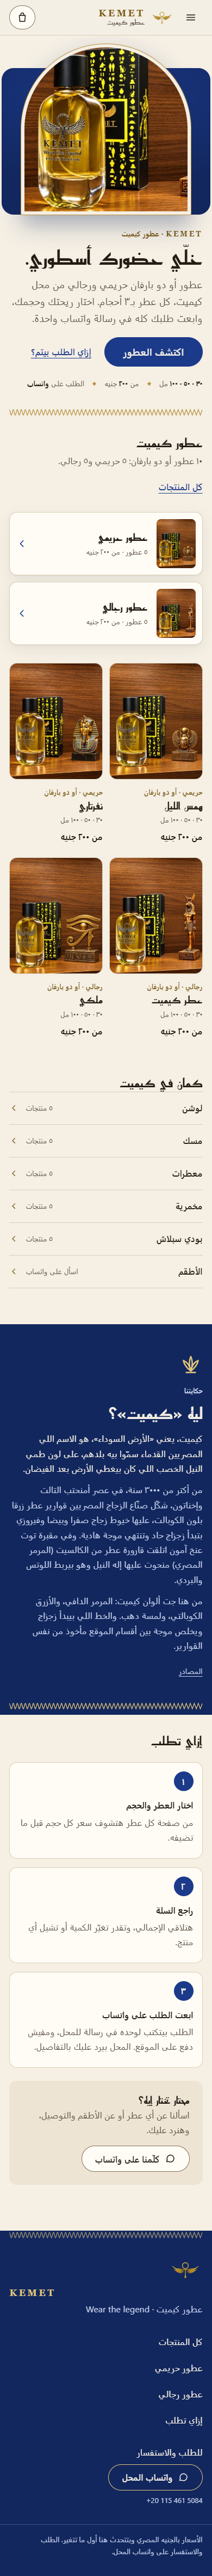 KEMET
عطور كيميت
KEMET
KEMET · عطور كيميت
خلّي حضورك أسطوري.
عطور أو دو بارفان حريمي ورجالي من محل
كيميت، كل عطر بـ٣ أحجام. اختار ريحتك وحجمك،
وابعت طلبك كله في رسالة واتساب واحدة.
اكتشف العطور
إزاي الطلب بيتم؟
٣٠ · ٥٠ · ١٠٠ مل
من ٢٠٠ جنيه
الطلب على واتساب
عطور كيميت
١٠ عطور أو دو بارفان: ٥ حريمي و٥ رجالي.
كل المنتجات
عطور حريمي
٥ عطور · من ٢٠٠ جنيه
عطور رجالي
٥ عطور · من ٢٠٠ جنيه
حريمي · أو دو بارفان
همس الليل
٣٠ · ٥٠ · ١٠٠ مل
من ٢٠٠ جنيه
حريمي · أو دو بارفان
نفرتاري
٣٠ · ٥٠ · ١٠٠ مل
من ٢٠٠ جنيه
رجالي · أو دو بارفان
عطر كيميت
٣٠ · ٥٠ · ١٠٠ مل
من ٢٠٠ جنيه
رجالي · أو دو بارفان
ملكي
٣٠ · ٥٠ · ١٠٠ مل
من ٢٠٠ جنيه
كمان في كيميت
لوشن
٥ منتجات
مسك
٥ منتجات
معطرات
٥ منتجات
مخمرية
٥ منتجات
بودي سبلاش
٥ منتجات
الأطقم
اسأل على واتساب
حكايتنا
ليه «كيميت»؟
كيميت، يعني «الأرض السوداء»، هو الاسم اللي
المصريين القدماء سمّوا بيه بلدهم، على لون طمي
النيل الخصب اللي كان بيغطي الأرض بعد الفيضان.
من أكتر من ٣٠٠٠ سنة، في عصر أمنحتب التالت
وإخناتون، شكّل صنّاع الزجاج المصريين قوارير عطر زرقا
بلون الكوبالت، عليها خيوط زجاج صفرا وبيضا وفيروزي
بتبدأ زجزاج حاد وتنتهي موجة هادية. وفي مقبرة توت
عنخ آمون اتلقت قارورة عطر من الكالسيت (المرمر
المصري) منحوت عليها إله النيل وهو بيربط اللوتس
والبردي.
من هنا جت ألوان كيميت: المرمر الدافي، والأزرق
الكوبالتي، ولمسة دهب. والخط اللي بيبدأ زجزاج
ويخلص موجة بين أقسام الموقع مأخوذ من نقش
القوارير.
المصادر
إزاي تطلب
١
اختار العطر والحجم
من صفحة كل عطر هتشوف سعر كل حجم قبل ما
تضيفه.
٢
راجع السلة
هتلاقي الإجمالي، وتقدر تغيّر الكمية أو تشيل أي
منتج.
٣
ابعت الطلب على واتساب
الطلب بيتكتب لوحده في رسالة للمحل، ومفيش
دفع على الموقع. المحل بيرد عليك بالتفاصيل.
محتار تختار إيه؟
اسألنا عن أي عطر أو عن الأطقم والتوصيل،
وهنرد عليك.
كلّمنا على واتساب
KEMET
عطور كيميت · Wear the legend
كل المنتجات
عطور حريمي
عطور رجالي
إزاي تطلب
للطلب والاستفسار
واتساب المحل
+20 115 461 5084
الأسعار بالجنيه المصري وبتتحدث هنا أول ما تتغير. الطلب
والاستفسار على واتساب المحل.